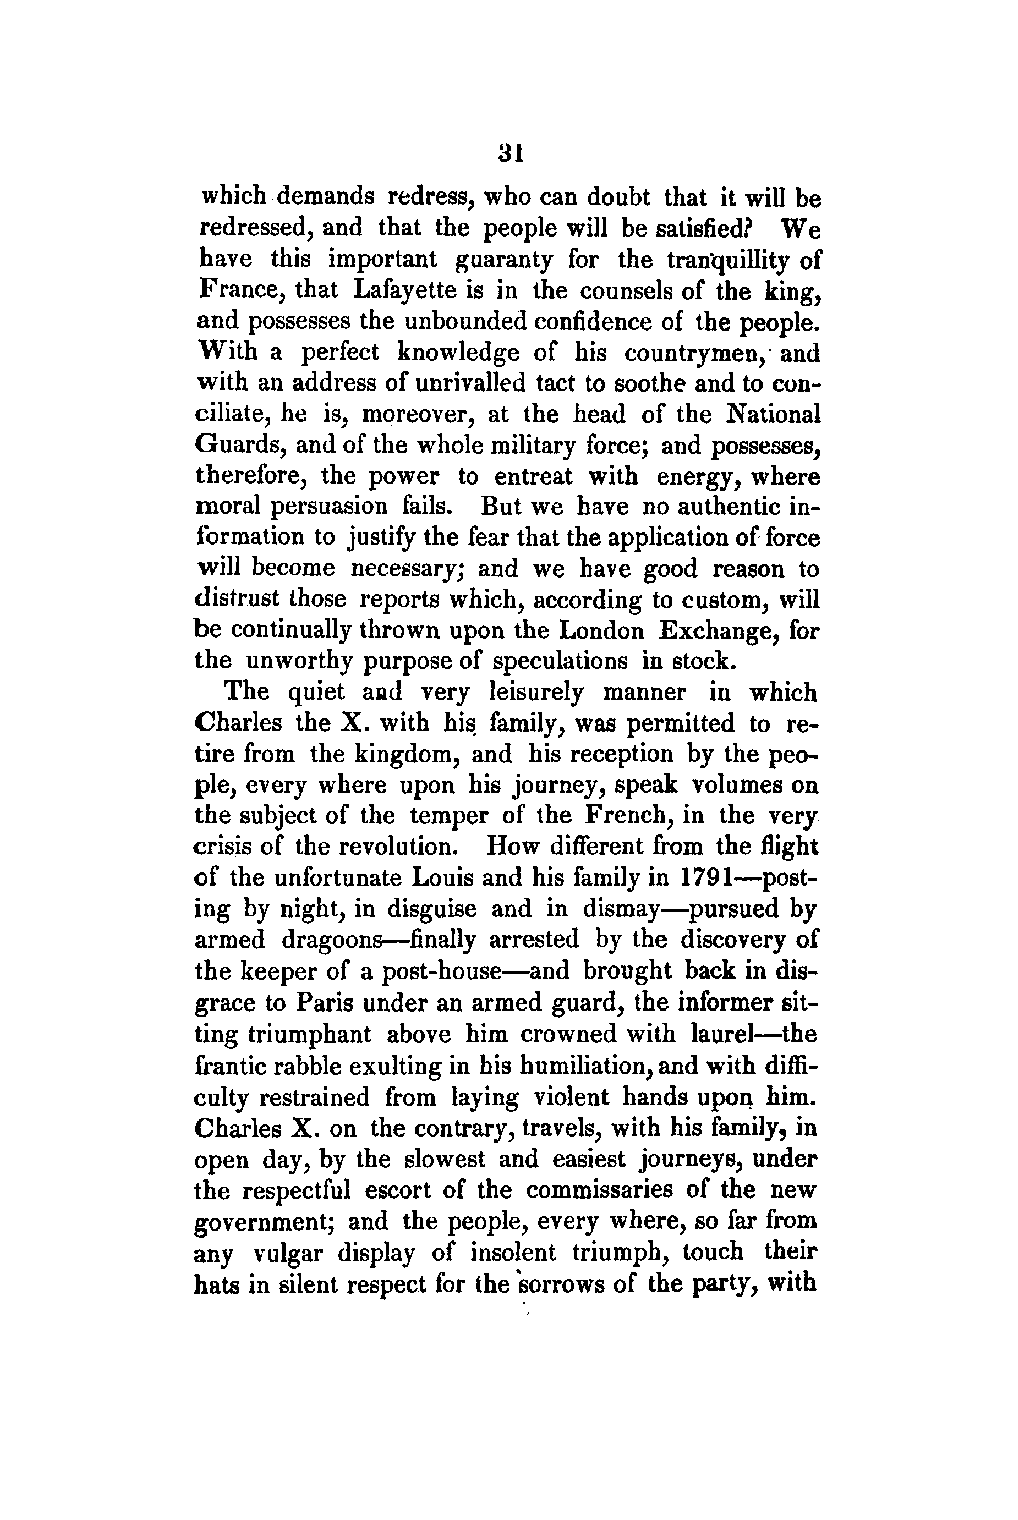 31
which demands redress, who can doubt that it will be
redressed, and that the people will be satisfied? We
have this important guaranty for the tranquillity of
France, that Lafayette is in the counsels of the king,
and possesses the unbounded confidence of the people.
With a perfect knowledge of his countrymen, and
with an address of unrivalled tact to soothe and to con-
ciliate, he is, moreover, at the head of the National
Guards, and of the whole military force; and possesses,
therefore, the power to entreat with energy, where
moral persuasion fails. But we have no authentic in-
formation to justify the fear that the application of force
will become necessary; and we have good reason to
distrust those reports which, according to custom, will
be continually thrown upon the London Exchange, for
the unworthy purpose of speculations in stock.
The quiet and very leisurely manner in which
Charles the X. with his family, was permitted to re-
tire from the kingdom, and his reception by the peo-
ple, every where upon his journey, speak volumes on
the subject of the temper of the French, in the very
crisis of the revolution. How different from the flight
of the unfortunate Louis and his family in 1791—post-
ing by night, in disguise and in dismay—pursued by
armed dragoons—finally arrested by the discovery of
the keeper of a post-house—and brought back in dis-
grace to Paris under an armed guard, the informer sit-
ting triumphant above him crowned with laurel—the
frantic rabble exulting in his humiliation, and with diffi-
culty restrained from laying violent hands upon him.
Charles X. on the contrary, travels, with his family, in
open day, by the slowest and easiest journeys, under
the respectful escort of the commissaries of the new
government; and the people, every where, so far from
any vulgar display of insolent triumph, touch their
hats in silent respect for the sorrows of the party, with